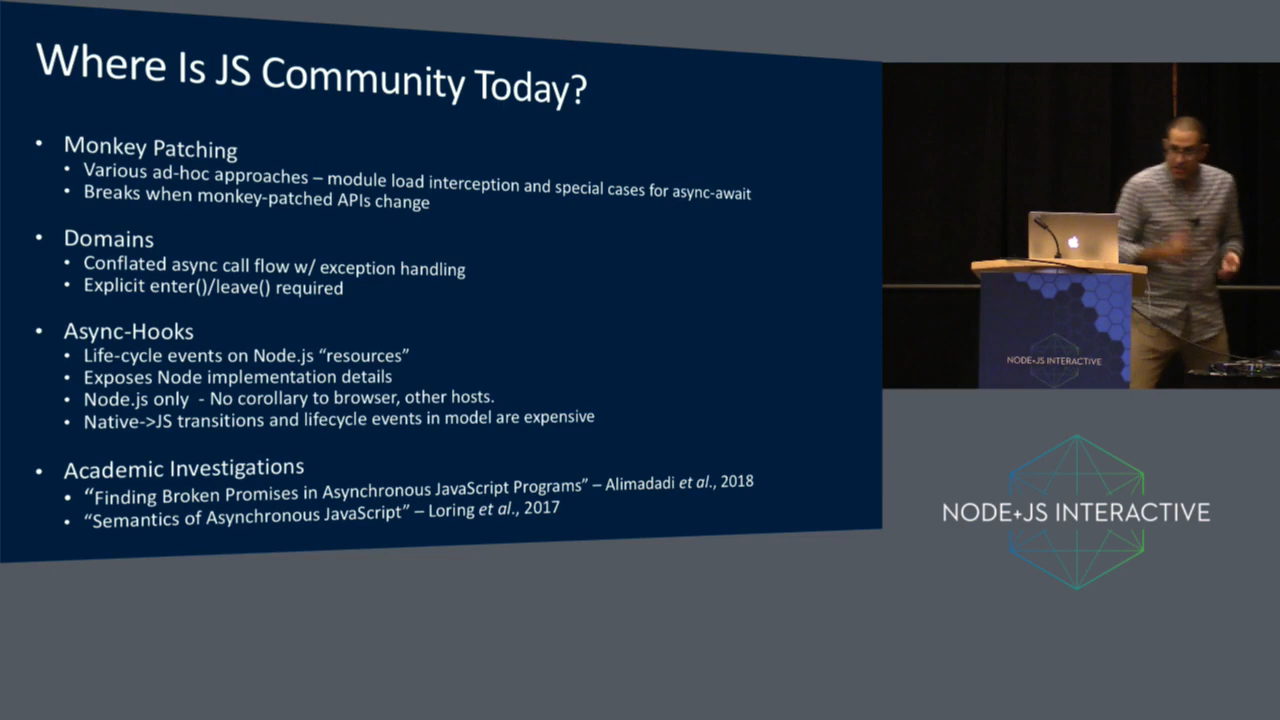 Where Is JS Community Today?
• Monkey Patching
• Various ad-hoc approaches – module load interception and special cases for async-await
• Breaks when monkey-patched APIs change
• Domains
• Conflated async call flow w/ exception handling
• Explicit enter()/leave() required
• Async-Hooks
• Life-cycle events on Node.js “resources”
• Exposes Node implementation details
• Node.js only - No corollary to browser, other hosts.
• Native->JS transitions and lifecycle events in model are expensive
• Academic Investigations
• “Finding Broken Promises in Asynchronous JavaScript Programs” – Alimadadi et al., 2018
• “Semantics of Asynchronous JavaScript” – Loring et al., 2017
NODE+JS INTERACTIVE
NODE+JS INTERACTIVE